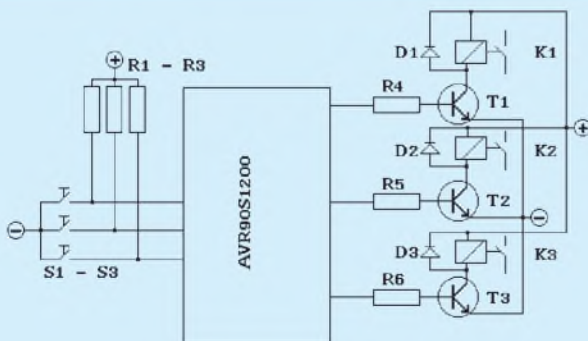 D1
K1
R1 - R3
R4
T1
D2
K2
R5
T2
AVR90S1200
S1 - S3
D3
K3
R6
T3